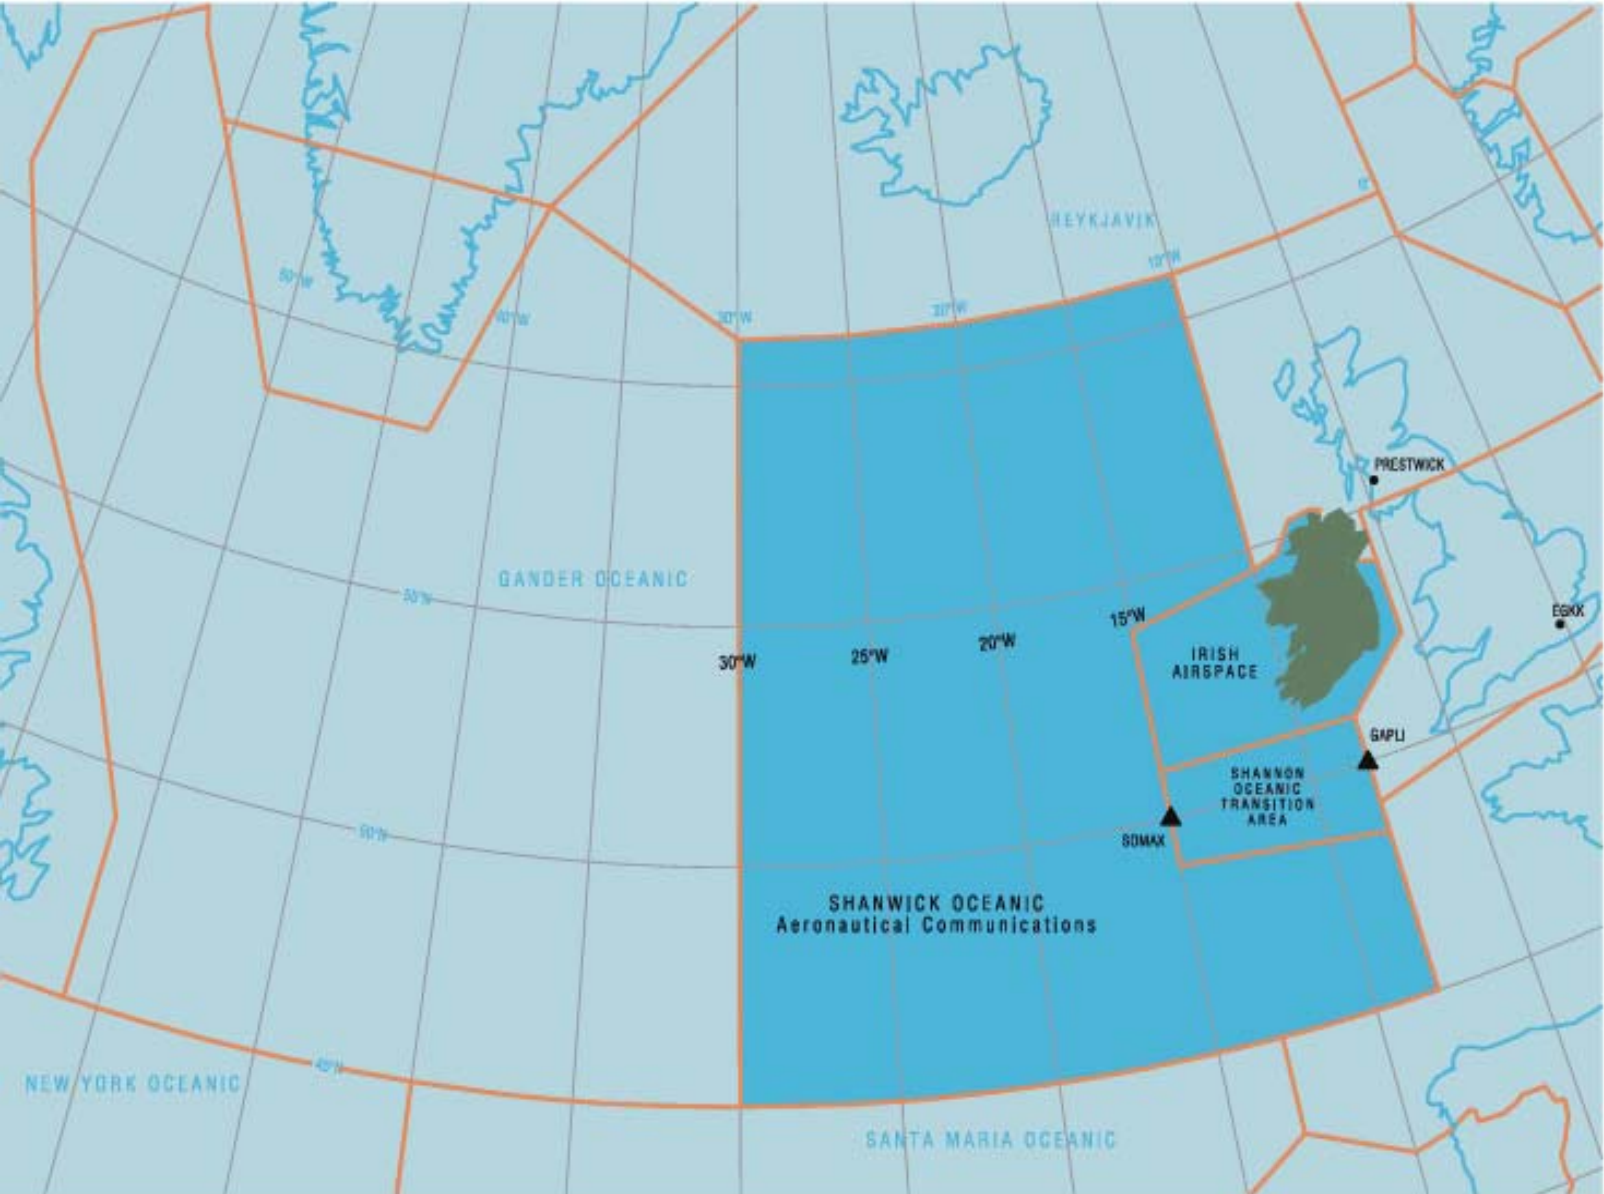 0°
REYKJAVIK
10°W
50°W
40°W
30°W
20°W
PRESTWICK
GANDER OCEANIC
55°N
EGKK
15°W
20°W
25°W
30°W
IRISH
AIRSPACE
GAPLI
SHANNON
OCEANIC
TRANSITION
AREA
SOMAX
50°N
SHANWICK OCEANIC
Aeronautical Communications
45°N
NEW YORK OCEANIC
SANTA MARIA OCEANIC